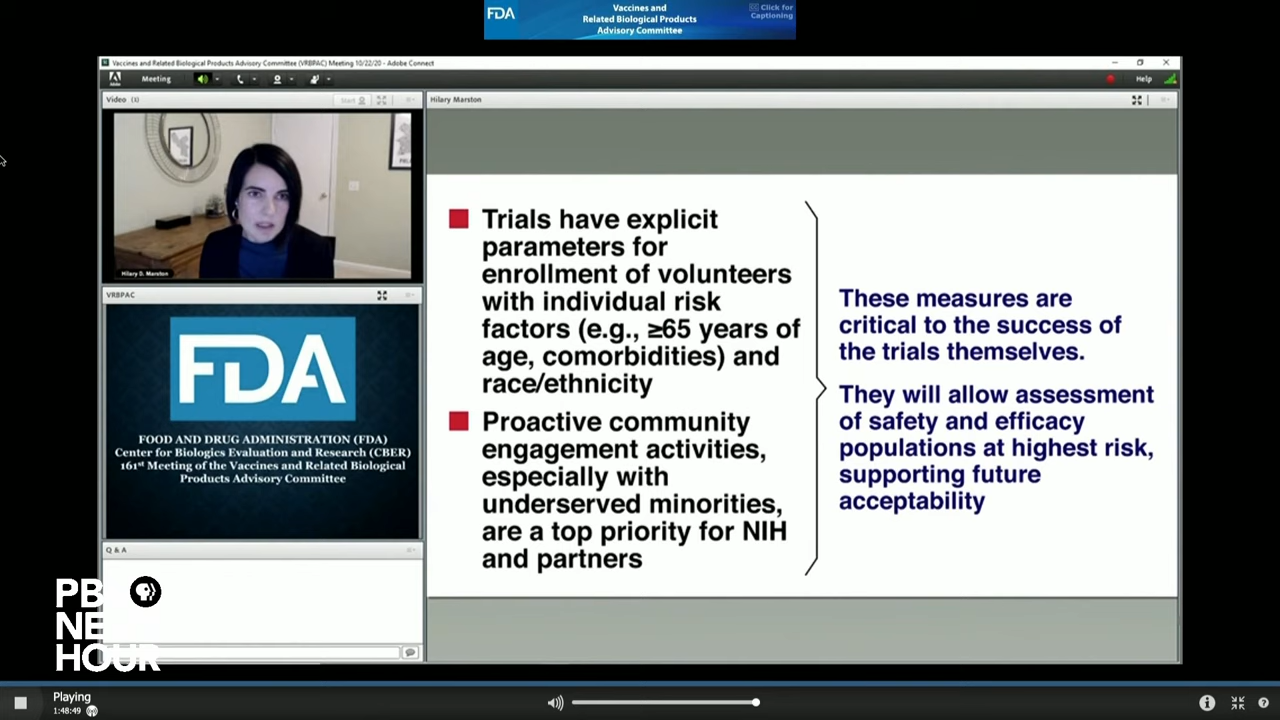 FDA
Vaccines and
Related Biological Products
Advisory Committee
CC Click for
Captioning
Vaccines and Related Biological Products Advisory Committee (VRBPAC) Meeting 10/22/20 - Adobe Connect
Meeting
Help
Video (3)
Start
Hilary D. Marston
VRBPAC
FDA
FOOD AND DRUG ADMINISTRATION (FDA)
Center for Biologics Evaluation and Research (CBER)
161st Meeting of the Vaccines and Related Biological
Products Advisory Committee
Q & A
Hilary Marston
Trials have explicit
parameters for
enrollment of volunteers
with individual risk
factors (e.g., ≥65 years of
age, comorbidities) and
race/ethnicity
Proactive community
engagement activities,
especially with
underserved minorities,
are a top priority for NIH
and partners
These measures are
critical to the success of
the trials themselves.
They will allow assessment
of safety and efficacy
populations at highest risk,
supporting future
acceptability
HOUR
Playing
1:48:49